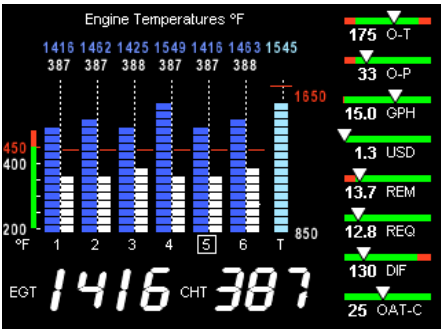 Engine Temperatures °F
1416 1462 1425 1549 1416 1463 1545
387 387 388 387 387 388
1650
450
400
200
850
°F 1 2 3 4 5 6 T
EGT 1416 CHT 387
175 O-T
33 O-P
15.0 GPH
1.3 USD
13.7 REM
12.8 REQ
130 DIF
25 OAT-C